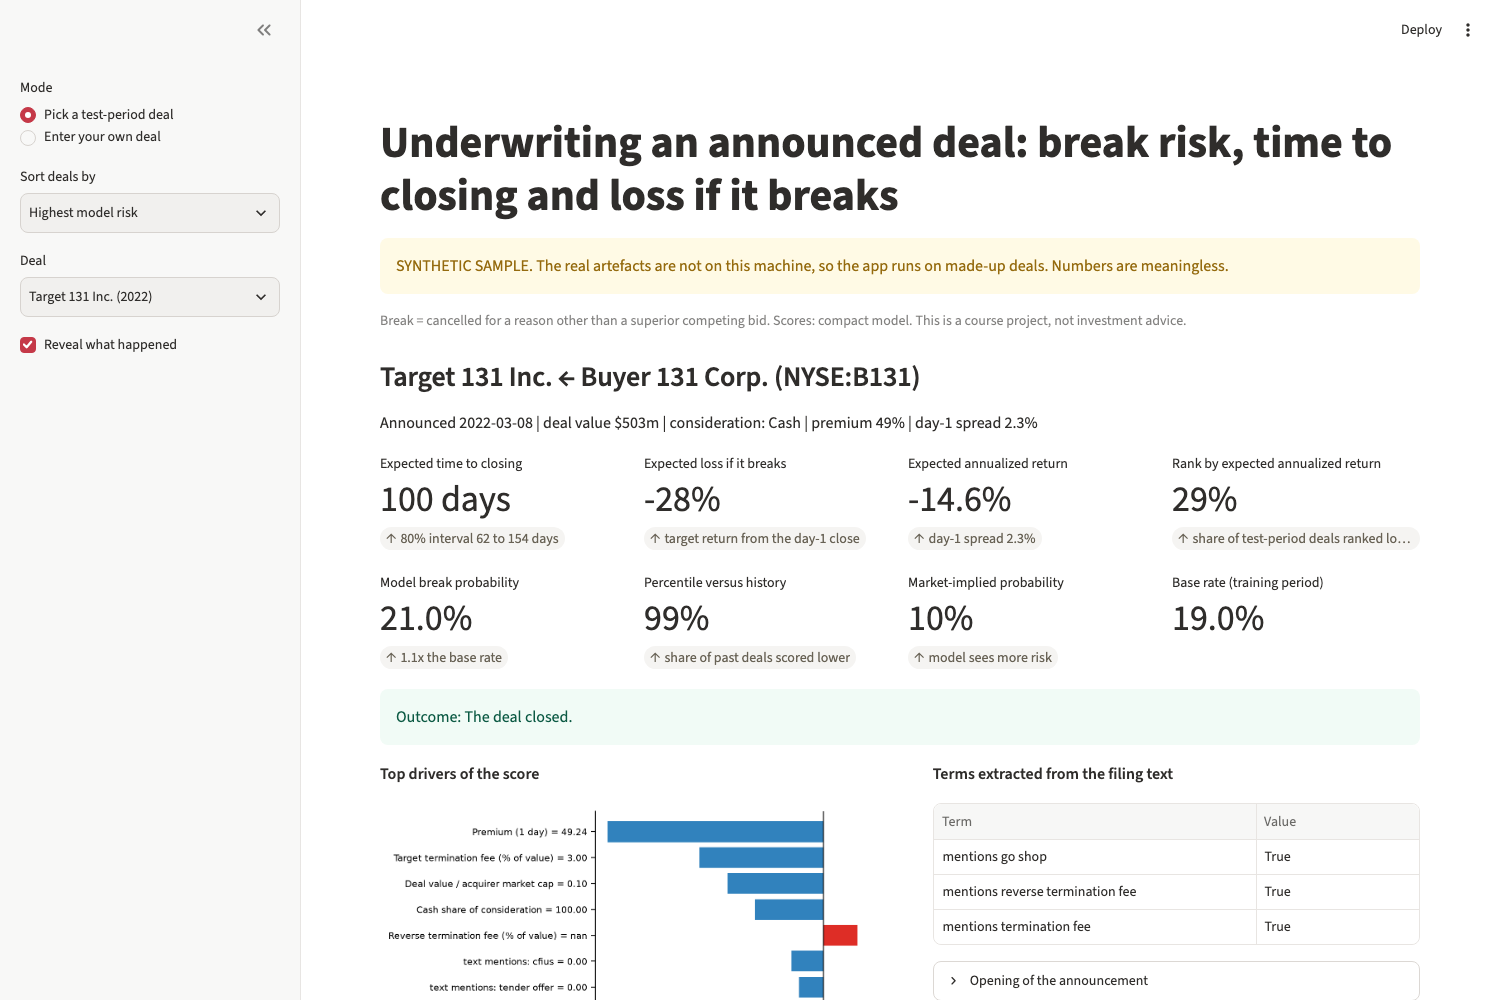 Deploy
Mode
Pick a test-period deal
Enter your own deal
Sort deals by
Highest model risk
Deal
Target 131 Inc. (2022)
Reveal what happened
Underwriting an announced deal: break risk, time to
closing and loss if it breaks
SYNTHETIC SAMPLE. The real artefacts are not on this machine, so the app runs on made-up deals. Numbers are meaningless.
Break = cancelled for a reason other than a superior competing bid. Scores: compact model. This is a course project, not investment advice.
Target 131 Inc. ← Buyer 131 Corp. (NYSE:B131)
Announced 2022-03-08 | deal value $503m | consideration: Cash | premium 49% | day-1 spread 2.3%
Expected time to closing
100 days
↑ 80% interval 62 to 154 days
Expected loss if it breaks
-28%
↑ target return from the day-1 close
Expected annualized return
-14.6%
↑ day-1 spread 2.3%
Rank by expected annualized return
29%
↑ share of test-period deals ranked lo…
Model break probability
21.0%
↑ 1.1x the base rate
Percentile versus history
99%
↑ share of past deals scored lower
Market-implied probability
10%
↑ model sees more risk
Base rate (training period)
19.0%
Outcome: The deal closed.
Top drivers of the score
Premium (1 day) = 49.24
Target termination fee (% of value) = 3.00
Deal value / acquirer market cap = 0.10
Cash share of consideration = 100.00
Reverse termination fee (% of value) = nan
text mentions: cfius = 0.00
text mentions: tender offer = 0.00
Terms extracted from the filing text
Term Value
mentions go shop True
mentions reverse termination fee True
mentions termination fee True
Opening of the announcement